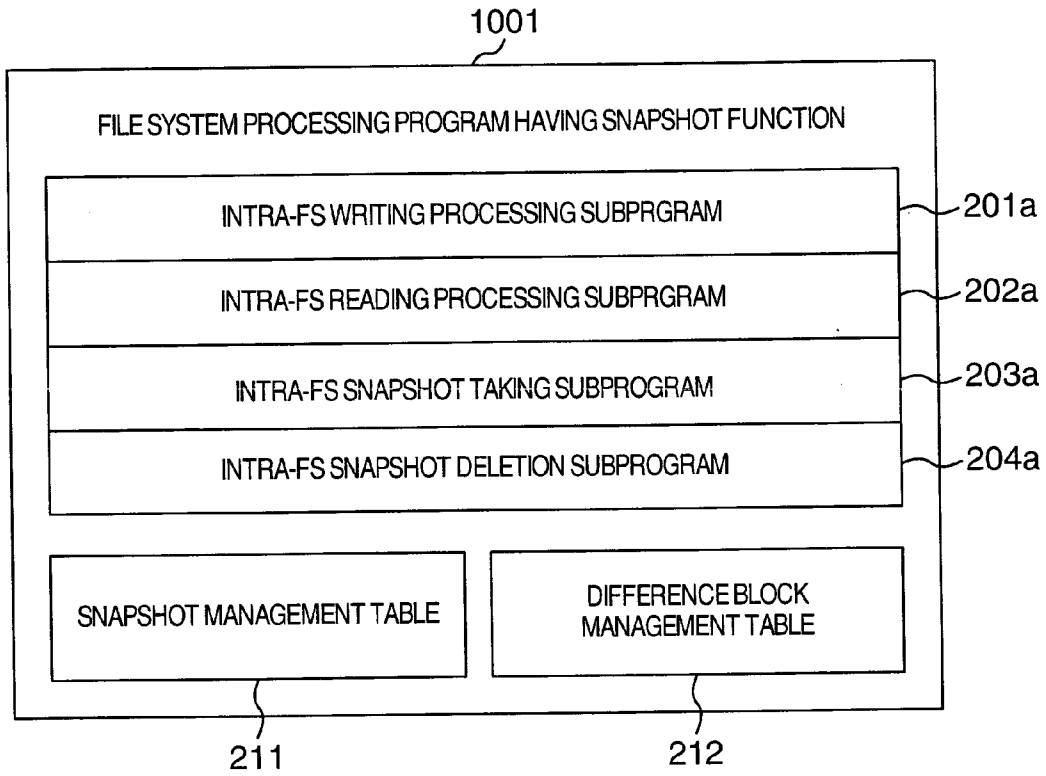 1001
FILE SYSTEM PROCESSING PROGRAM HAVING SNAPSHOT FUNCTION
INTRA-FS WRITING PROCESSING SUBPRGRAM
201a
INTRA-FS READING PROCESSING SUBPRGRAM
202a
INTRA-FS SNAPSHOT TAKING SUBPROGRAM
203a
INTRA-FS SNAPSHOT DELETION SUBPROGRAM
204a
SNAPSHOT MANAGEMENT TABLE
DIFFERENCE BLOCK
MANAGEMENT TABLE
211
212